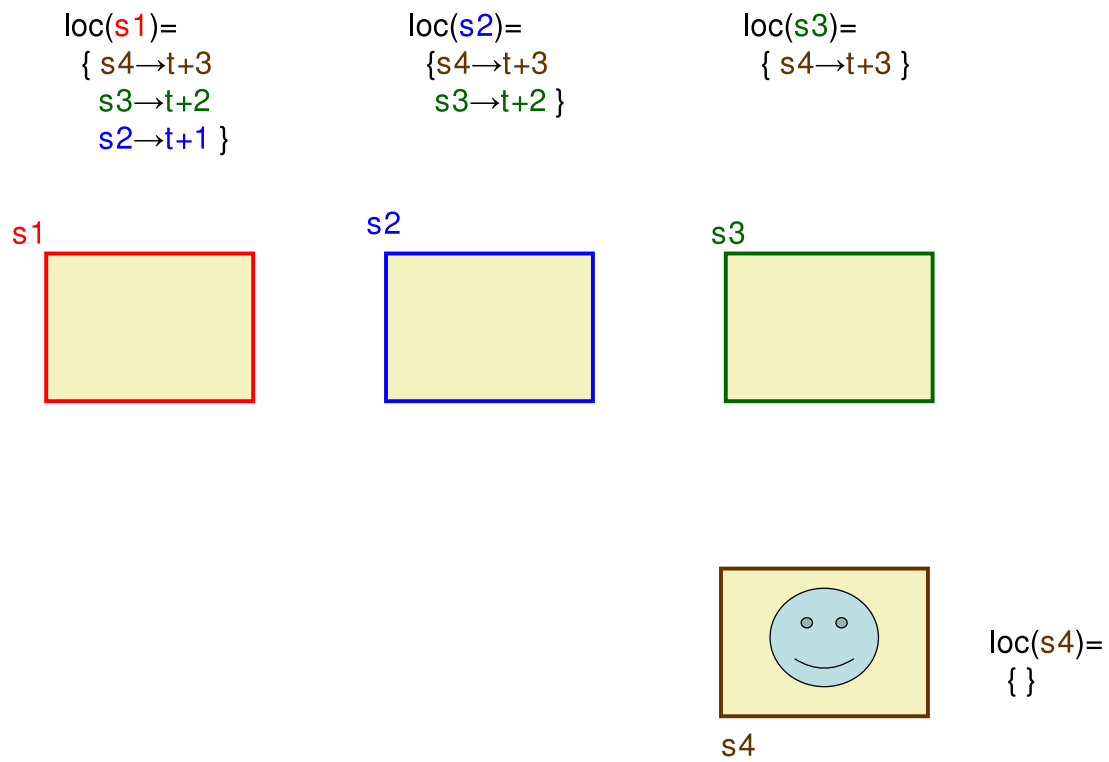 loc(s1)=
{ s4→t+3
s3→t+2
s2→t+1 }
loc(s2)=
{s4→t+3
s3→t+2 }
loc(s3)=
{ s4→t+3 }
s1
s2
s3
loc(s4)=
{ }
s4